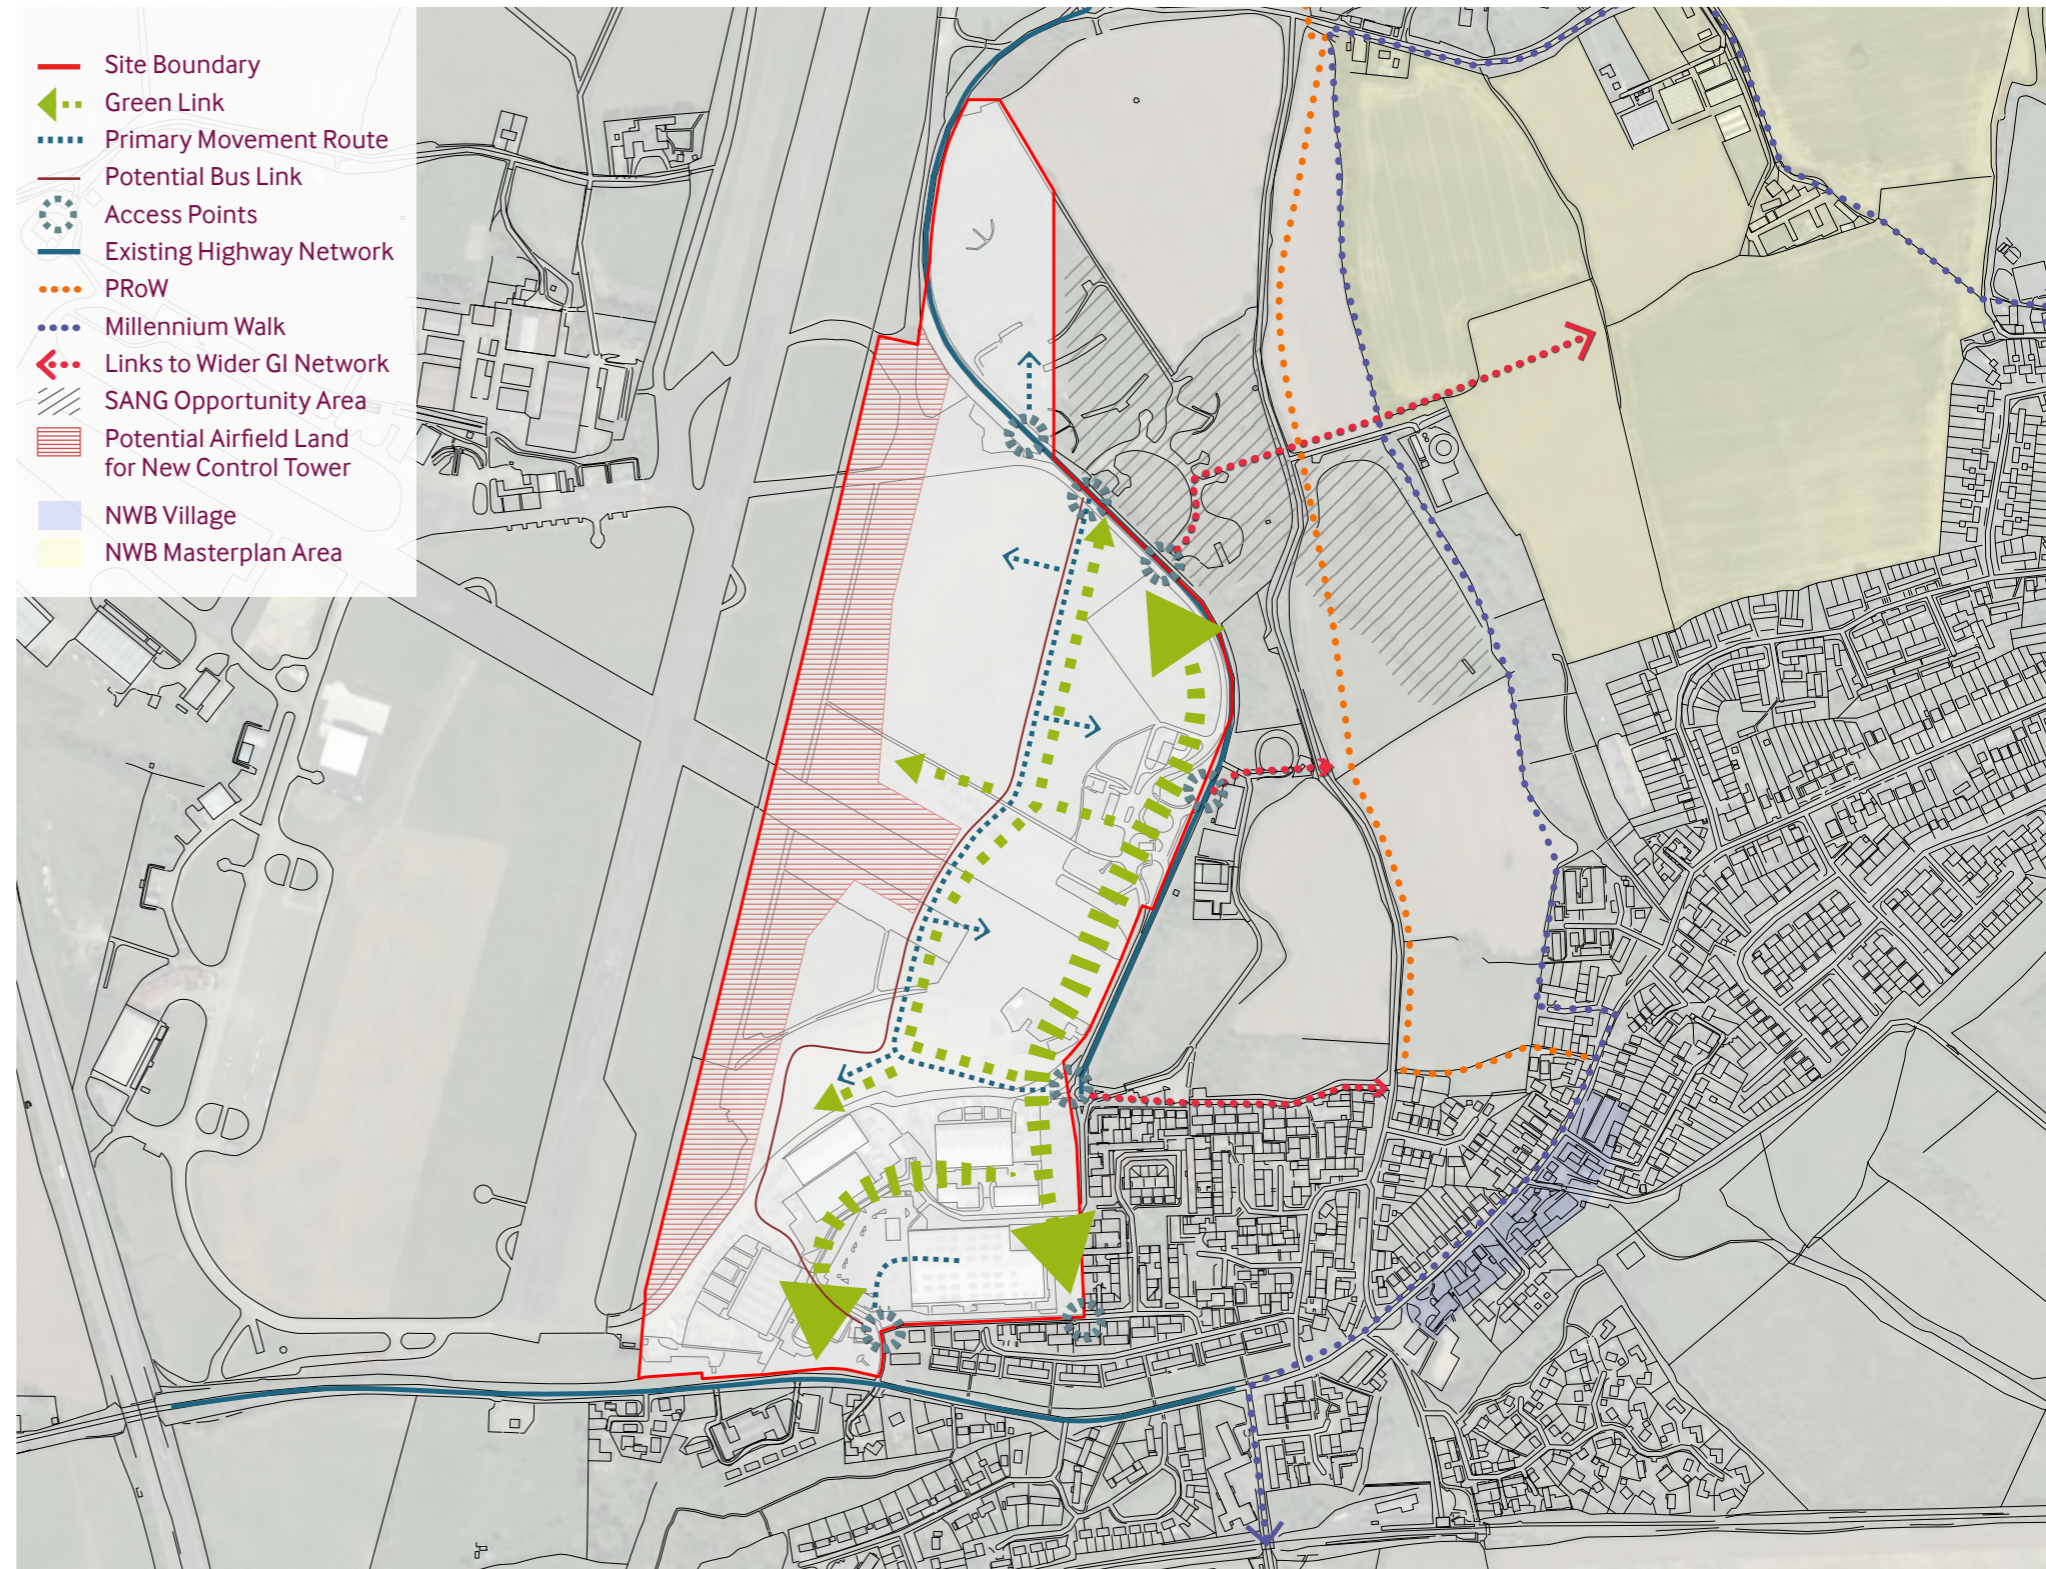 Site Boundary
Green Link
Primary Movement Route
Potential Bus Link
Access Points
Existing Highway Network
PRoW
Millennium Walk
Links to Wider GI Network
SANG Opportunity Area
Potential Airfield Land
for New Control Tower
NWB Village
NWB Masterplan Area